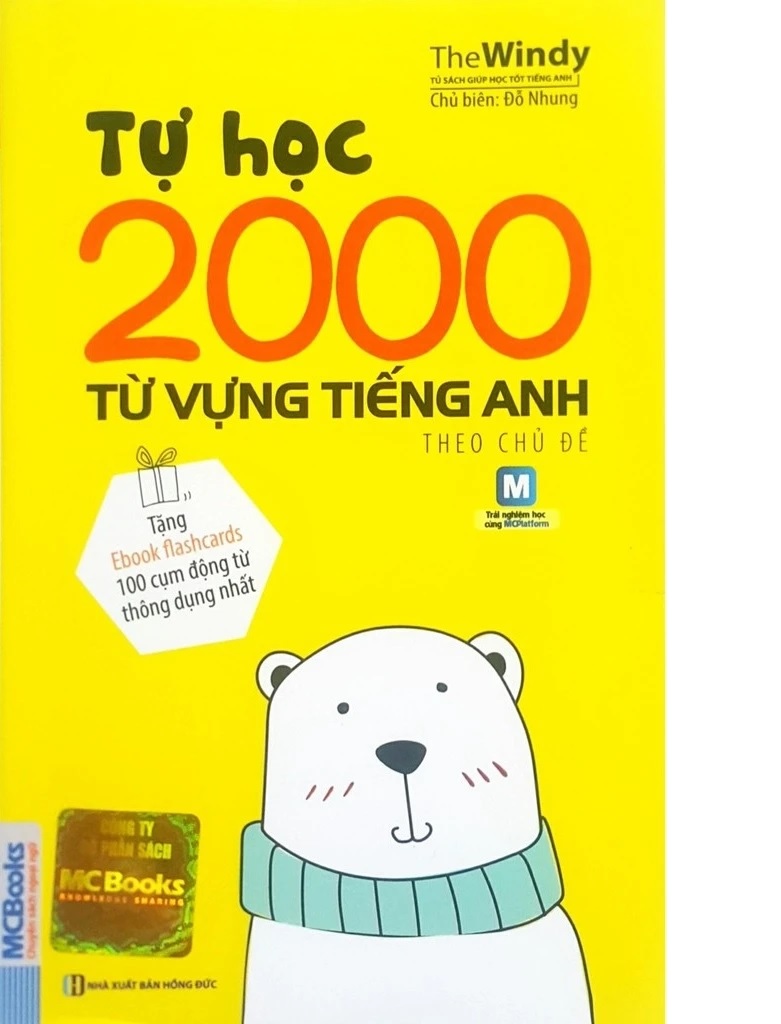 TheWindy
TỦ SÁCH GIÚP HỌC TỐT TIẾNG ANH
Chủ biên: Đỗ Nhung
Tự học
2000
TỪ VỰNG TIẾNG ANH
THEO CHỦ ĐỀ
M
Trải nghiệm học
cùng MCPlatform
Tặng
Ebook flashcards
100 cụm động từ
thông dụng nhất
CÔNG TY
CỔ PHẦN SÁCH
MCBooks
KNOWLEDGE SHARING
MCBooks
Chuyên sách ngoại ngữ
NHÀ XUẤT BẢN HỒNG ĐỨC